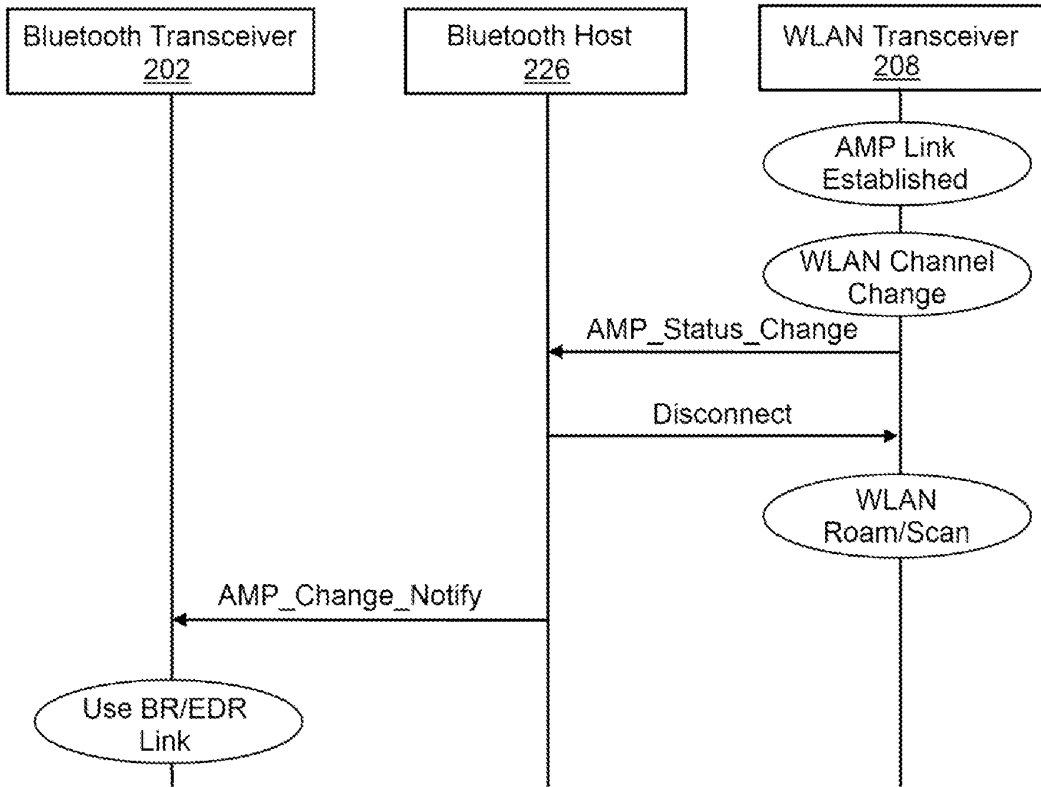 Bluetooth Transceiver
202
Bluetooth Host
226
WLAN Transceiver
208
AMP Link
Established
WLAN Channel
Change
AMP_Status_Change
Disconnect
WLAN
Roam/Scan
AMP_Change_Notify
Use BR/EDR
Link